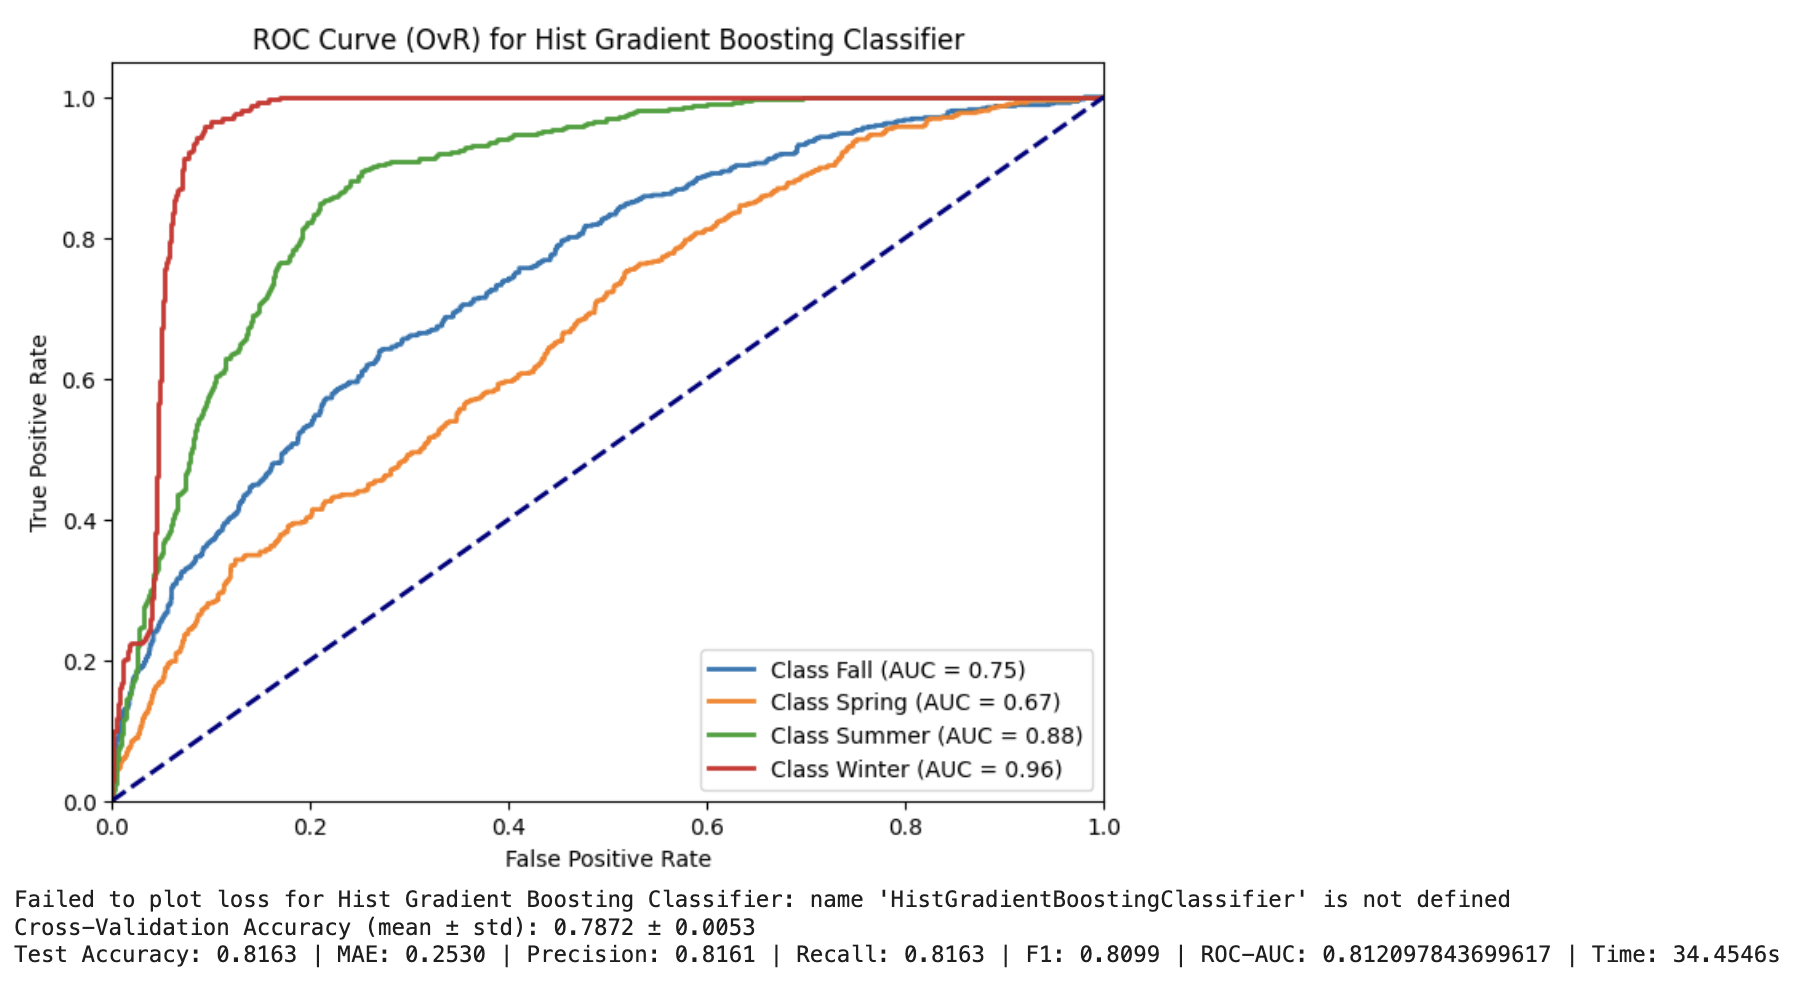 ROC Curve (OvR) for Hist Gradient Boosting Classifier
1.0
0.8
0.6
0.4
0.2
0.0
True Positive Rate
Class Fall (AUC = 0.75)
Class Spring (AUC = 0.67)
Class Summer (AUC = 0.88)
Class Winter (AUC = 0.96)
0.0 0.2 0.4 0.6 0.8 1.0
False Positive Rate
Failed to plot loss for Hist Gradient Boosting Classifier: name 'HistGradientBoostingClassifier' is not defined
Cross-Validation Accuracy (mean ± std): 0.7872 ± 0.0053
Test Accuracy: 0.8163 | MAE: 0.2530 | Precision: 0.8161 | Recall: 0.8163 | F1: 0.8099 | ROC-AUC: 0.812097843699617 | Time: 34.4546s